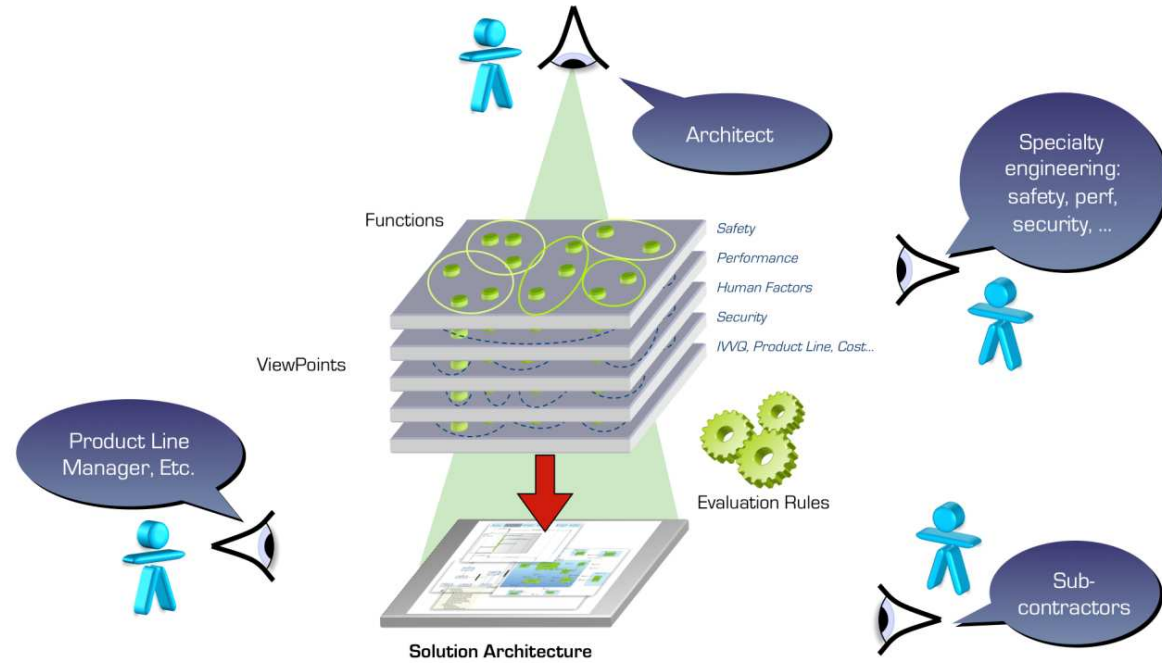 Architect
Specialty
engineering:
safety, perf,
security, ...
Functions
Safety
Performance
Human Factors
Security
IVVQ, Product Line, Cost...
ViewPoints
Product Line
Manager, Etc.
Evaluation Rules
Sub-
contractors
Solution Architecture